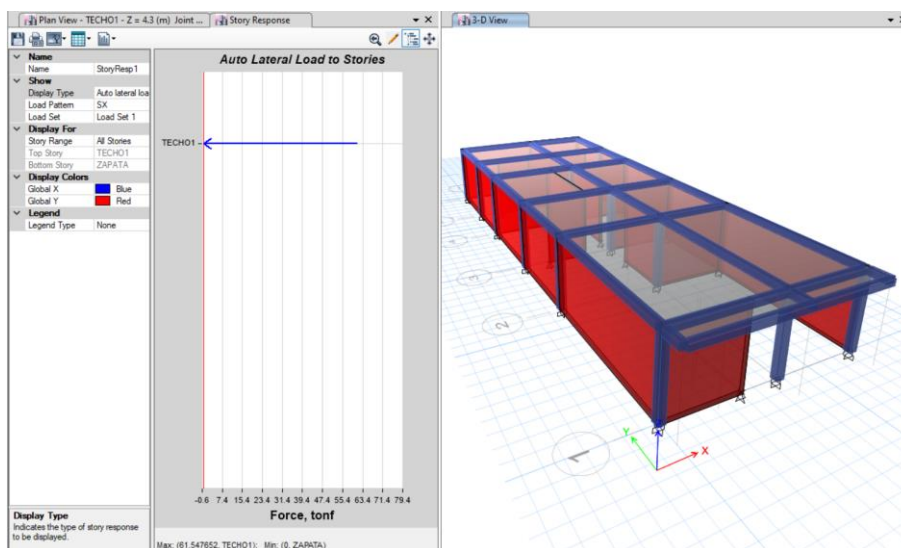 Plan View - TECHO1 - Z = 4.3 (m) Joint ...
Story Response
3-D View
Name
Name StoryResp1
Show
Display Type Auto lateral loa
Load Pattern SX
Load Set Load Set 1
Display For
Story Range All Stories
Top Story TECHO1
Bottom Story ZAPATA
Display Colors
Global X Blue
Global Y Red
Legend
Legend Type None
Display Type
Indicates the type of story response
to be displayed.
Auto Lateral Load to Stories
TECHO1
-0.6 7.4 15.4 23.4 31.4 39.4 47.4 55.4 63.4 71.4 79.4
Force, tonf
Max: (61.547652, TECHO1); Min: (0, ZAPATA)
3
2
1
Y
X